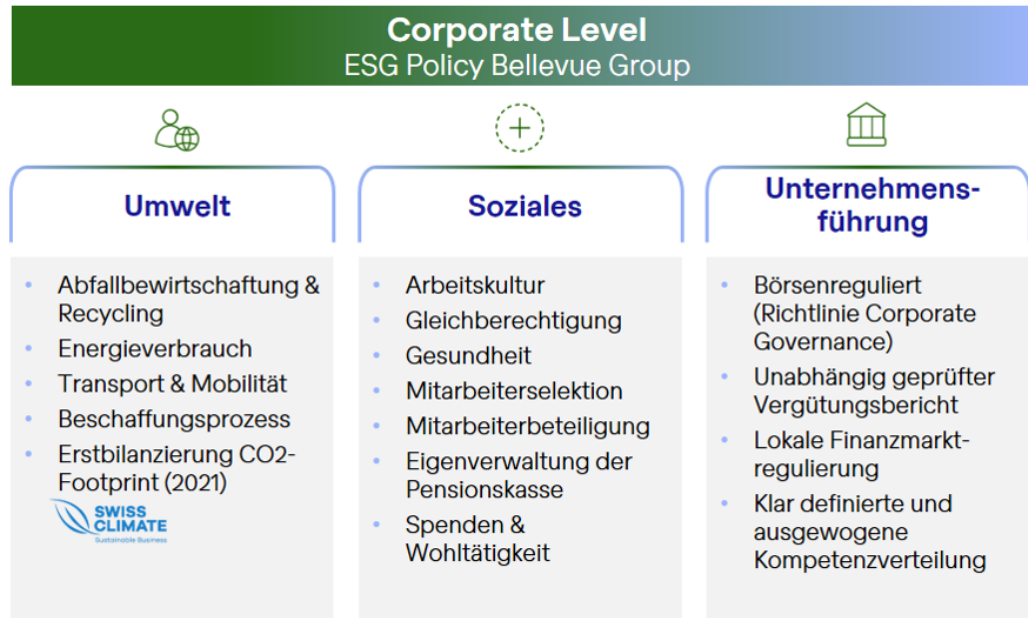 Corporate Level
ESG Policy Bellevue Group
Umwelt
• Abfallbewirtschaftung &
Recycling
• Energieverbrauch
• Transport & Mobilität
• Beschaffungsprozess
• Erstbilanzierung CO2-
Footprint (2021)
SWISS
CLIMATE
Sustainable Business
Soziales
• Arbeitskultur
• Gleichberechtigung
• Gesundheit
• Mitarbeiterselektion
• Mitarbeiterbeteiligung
• Eigenverwaltung der
Pensionskasse
• Spenden &
Wohltätigkeit
Unternehmens-
führung
• Börsenreguliert
(Richtlinie Corporate
Governance)
• Unabhängig geprüfter
Vergütungsbericht
• Lokale Finanzmarkt-
regulierung
• Klar definierte und
ausgewogene
Kompetenzverteilung